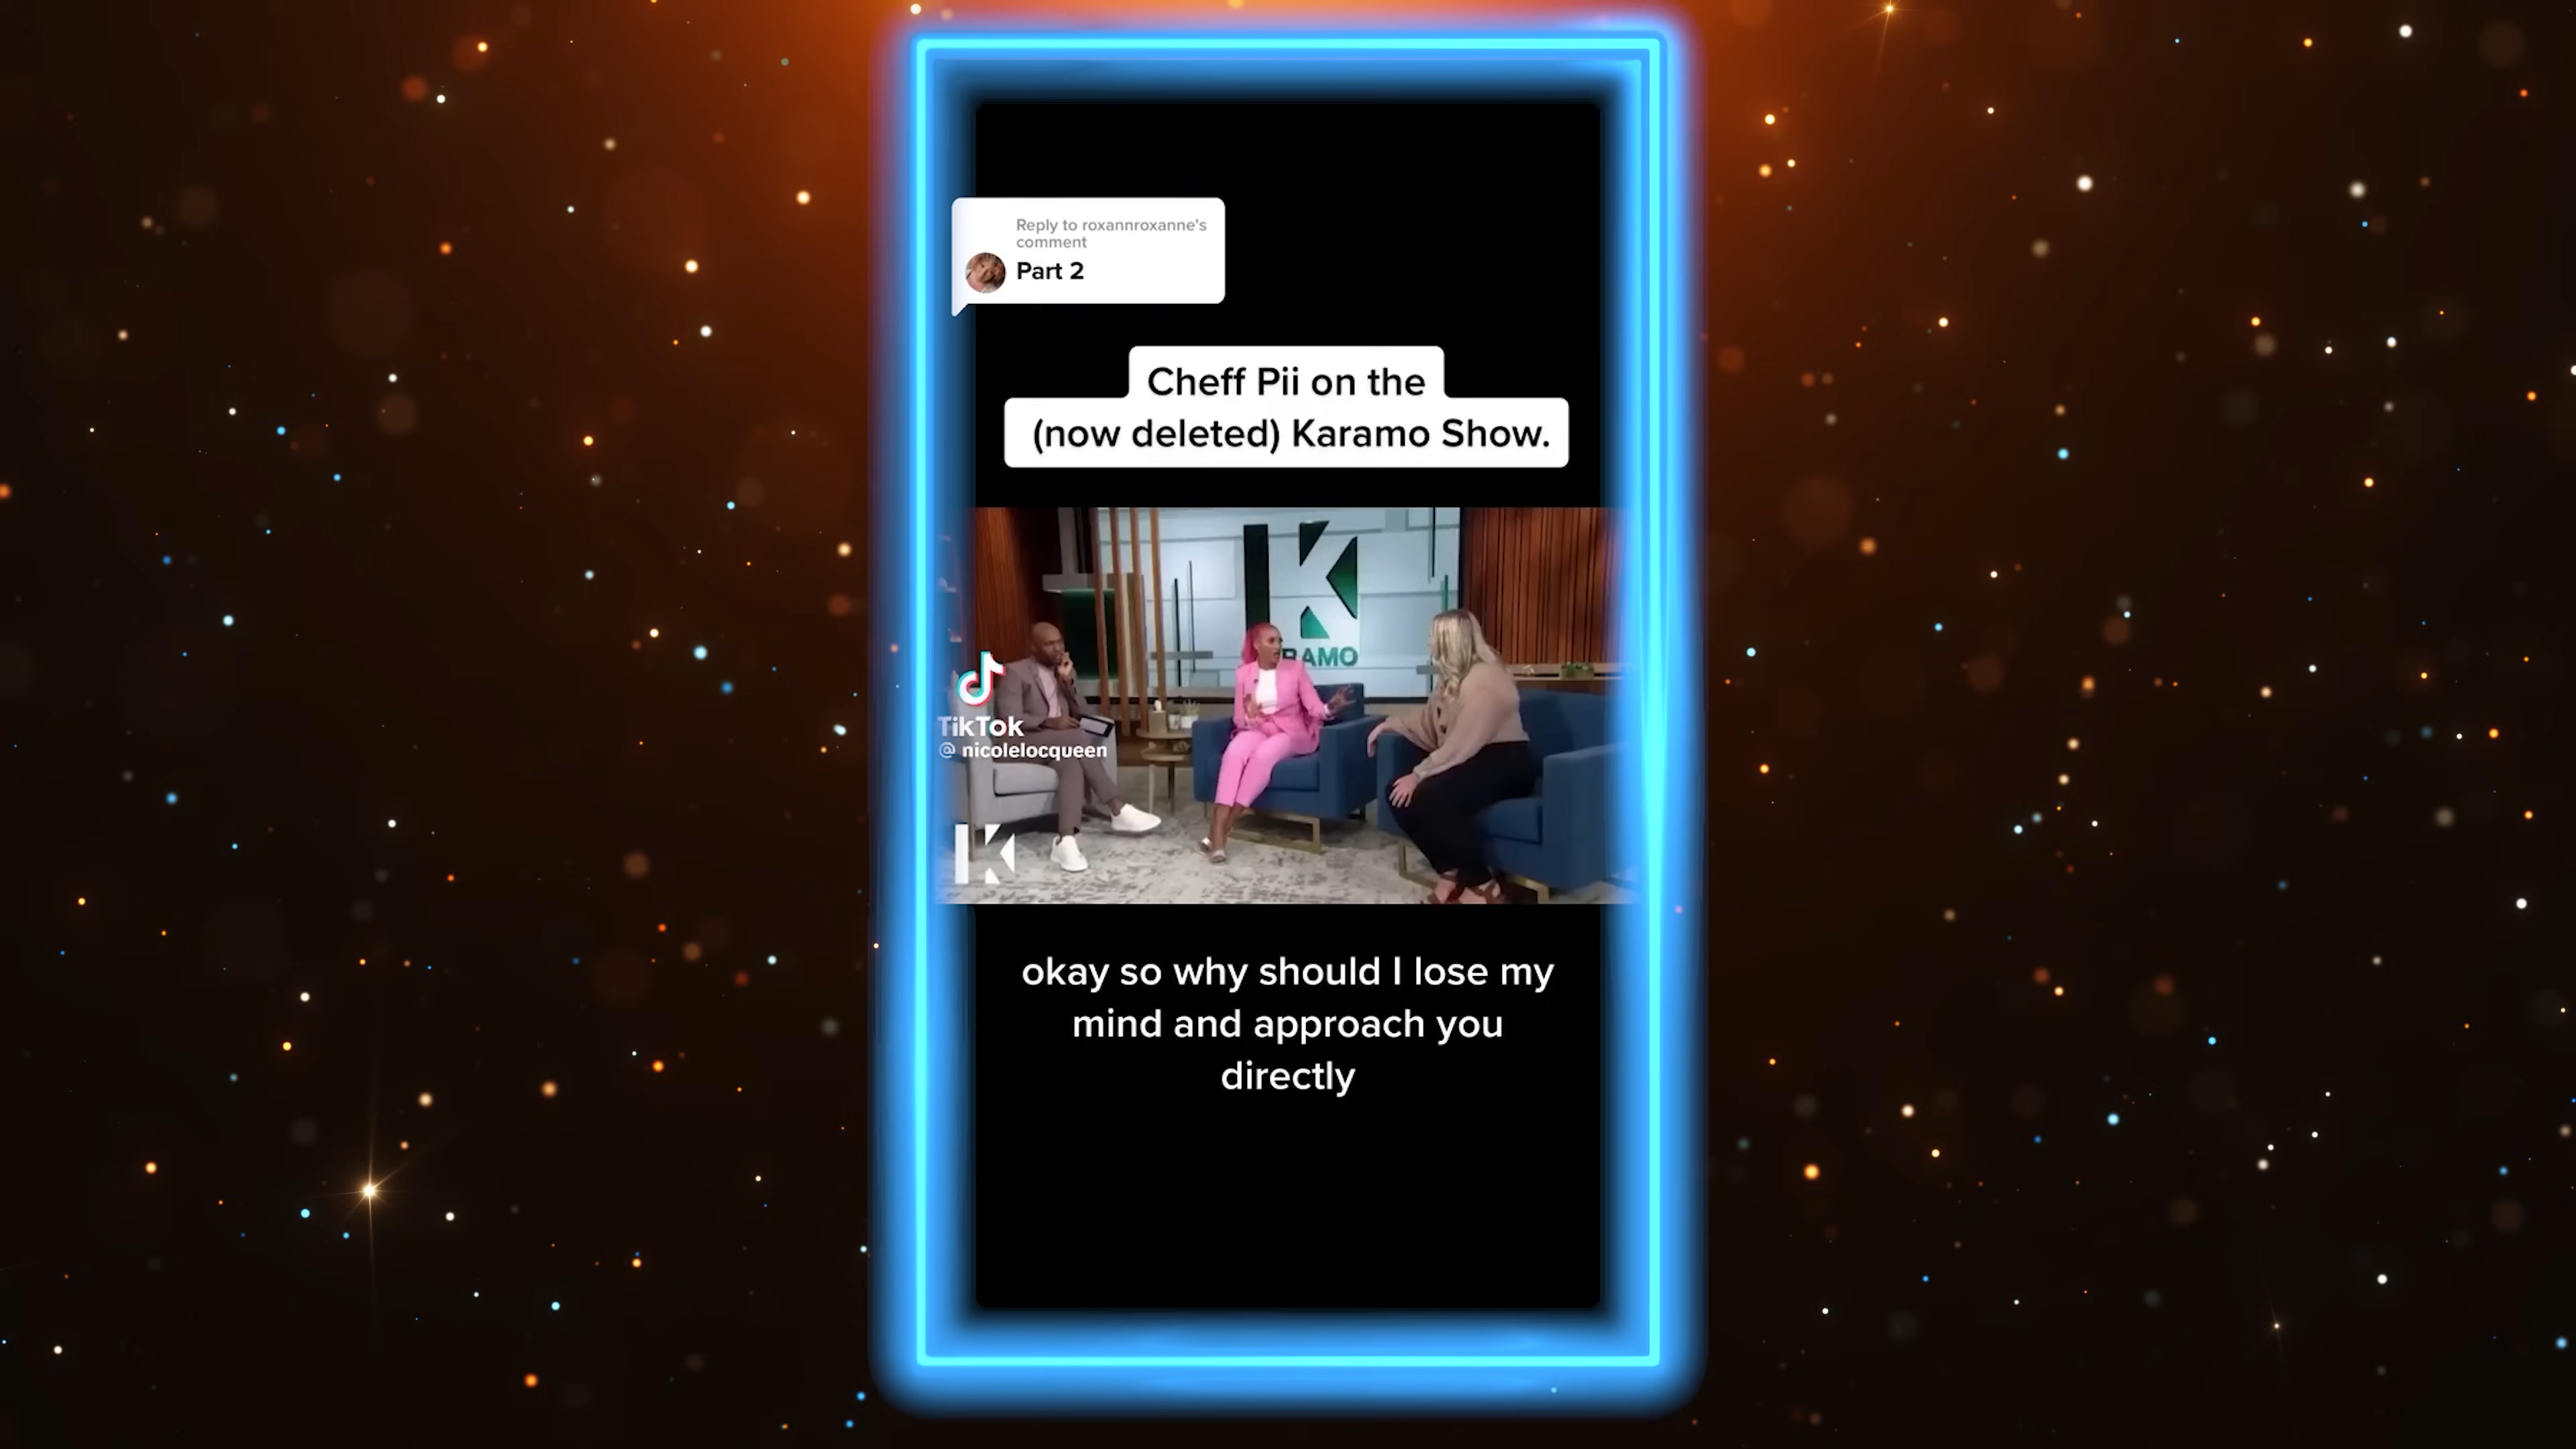 Reply to roxannroxanne's
comment
Part 2
Cheff Pii on the
(now deleted) Karamo Show.
K
RAMO
TikTok
@ nicolelocqueen
K
okay so why should I lose my
mind and approach you
directly